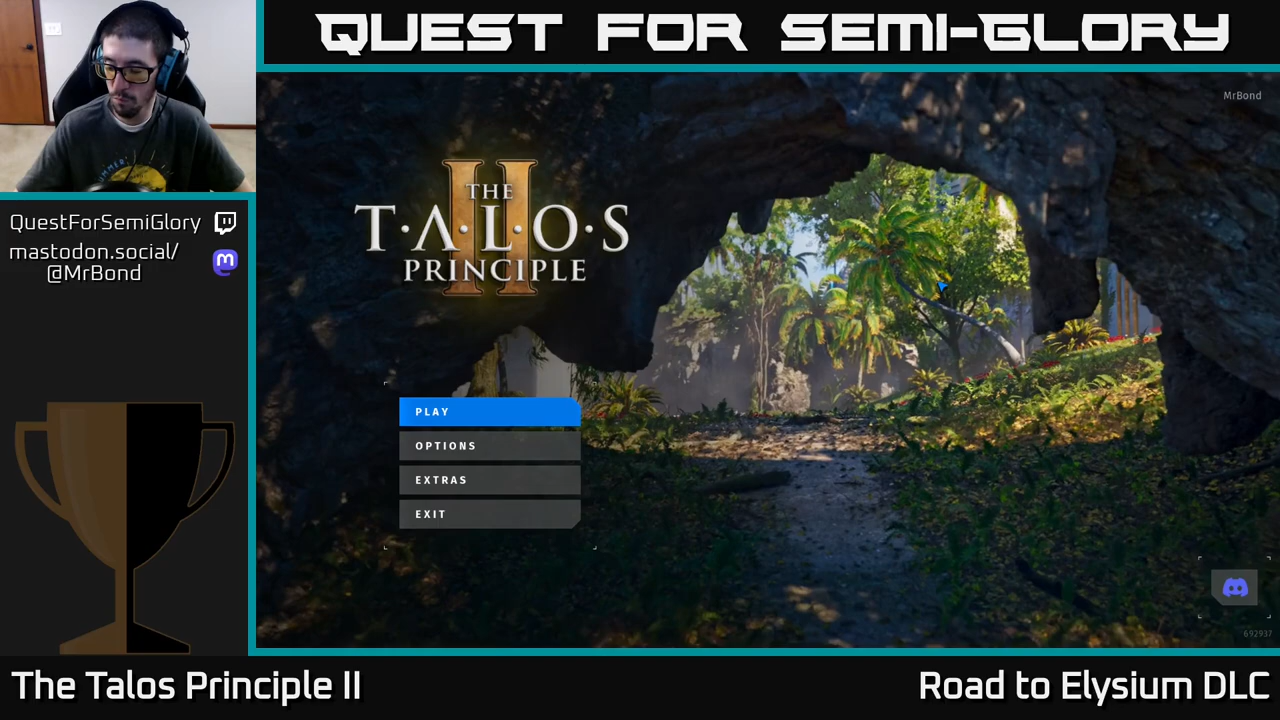 QUEST FOR SEMI-GLORY
MrBond
QuestForSemiGlory
mastodon.social/
@MrBond
II
THE
T·A·L·O·S
PRINCIPLE
PLAY
OPTIONS
EXTRAS
EXIT
692937
The Talos Principle II
Road to Elysium DLC